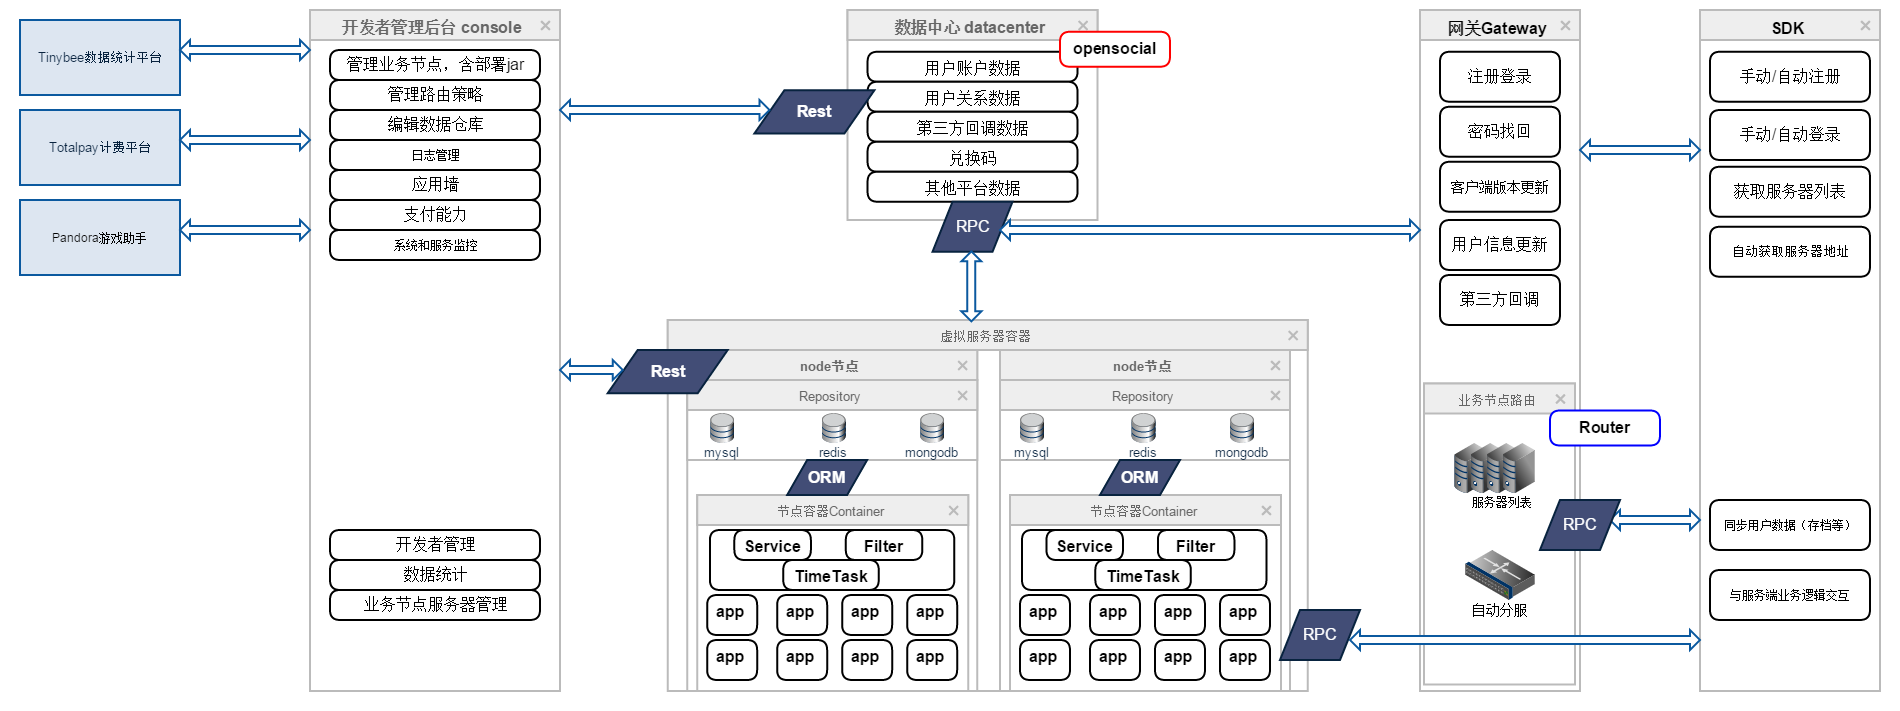 Tinybee数据统计平台
Totalpay计费平台
Pandora游戏助手
开发者管理后台 console
管理业务节点，含部署jar
管理路由策略
编辑数据仓库
日志管理
应用墙
支付能力
系统和服务监控
开发者管理
数据统计
业务节点服务器管理
数据中心 datacenter
opensocial
用户账户数据
用户关系数据
第三方回调数据
兑换码
其他平台数据
Rest
RPC
虚拟服务器容器
Rest
node节点
Repository
mysql
redis
mongodb
ORM
节点容器Container
Service
Filter
TimeTask
app
app
app
app
app
app
app
app
node节点
Repository
mysql
redis
mongodb
ORM
节点容器Container
Service
Filter
TimeTask
app
app
app
app
app
app
app
app
RPC
网关Gateway
注册登录
密码找回
客户端版本更新
用户信息更新
第三方回调
业务节点路由
Router
服务器列表
RPC
自动分服
SDK
手动/自动注册
手动/自动登录
获取服务器列表
自动获取服务器地址
同步用户数据（存档等）
与服务端业务逻辑交互